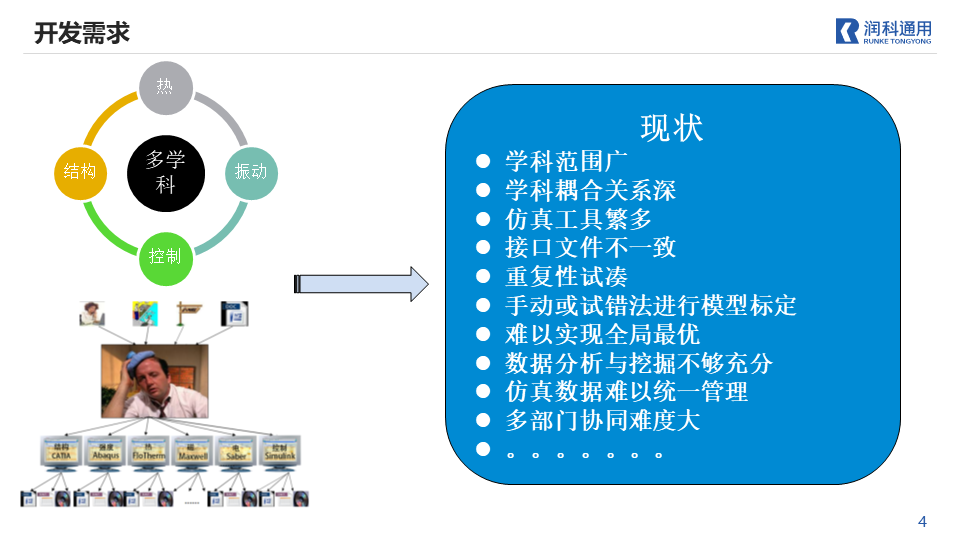 开发需求
润科通用
RUNKE TONGYONG
热
结构
多学
科
振动
控制
现状
学科范围广
学科耦合关系深
仿真工具繁多
接口文件不一致
重复性试凑
手动或试错法进行模型标定
难以实现全局最优
数据分析与挖掘不够充分
仿真数据难以统一管理
多部门协同难度大
。。。。。。。
DOC
结构
CATIA
强度
Abaqus
热
FloTherm
磁
Maxwell
电
Saber
控制
Simulink
......
4